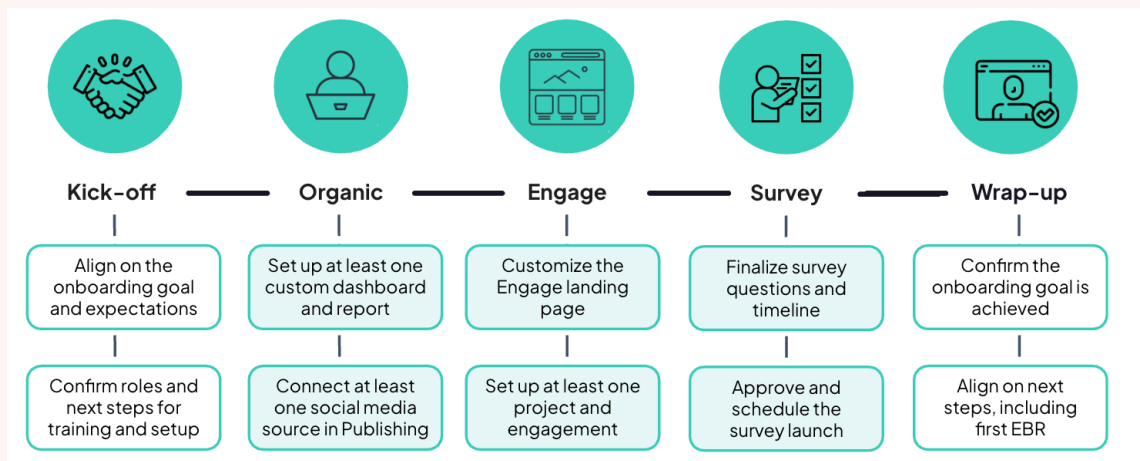 Kick-off
Organic
Engage
Survey
Wrap-up
Align on the
onboarding goal
and expectations
Set up at least one
custom dashboard
and report
Customize the
Engage landing
page
Finalize survey
questions and
timeline
Confirm the
onboarding goal is
achieved
Confirm roles and
next steps for
training and setup
Connect at least
one social media
source in Publishing
Set up at least one
project and
engagement
Approve and
schedule the
survey launch
Align on next
steps, including
first EBR